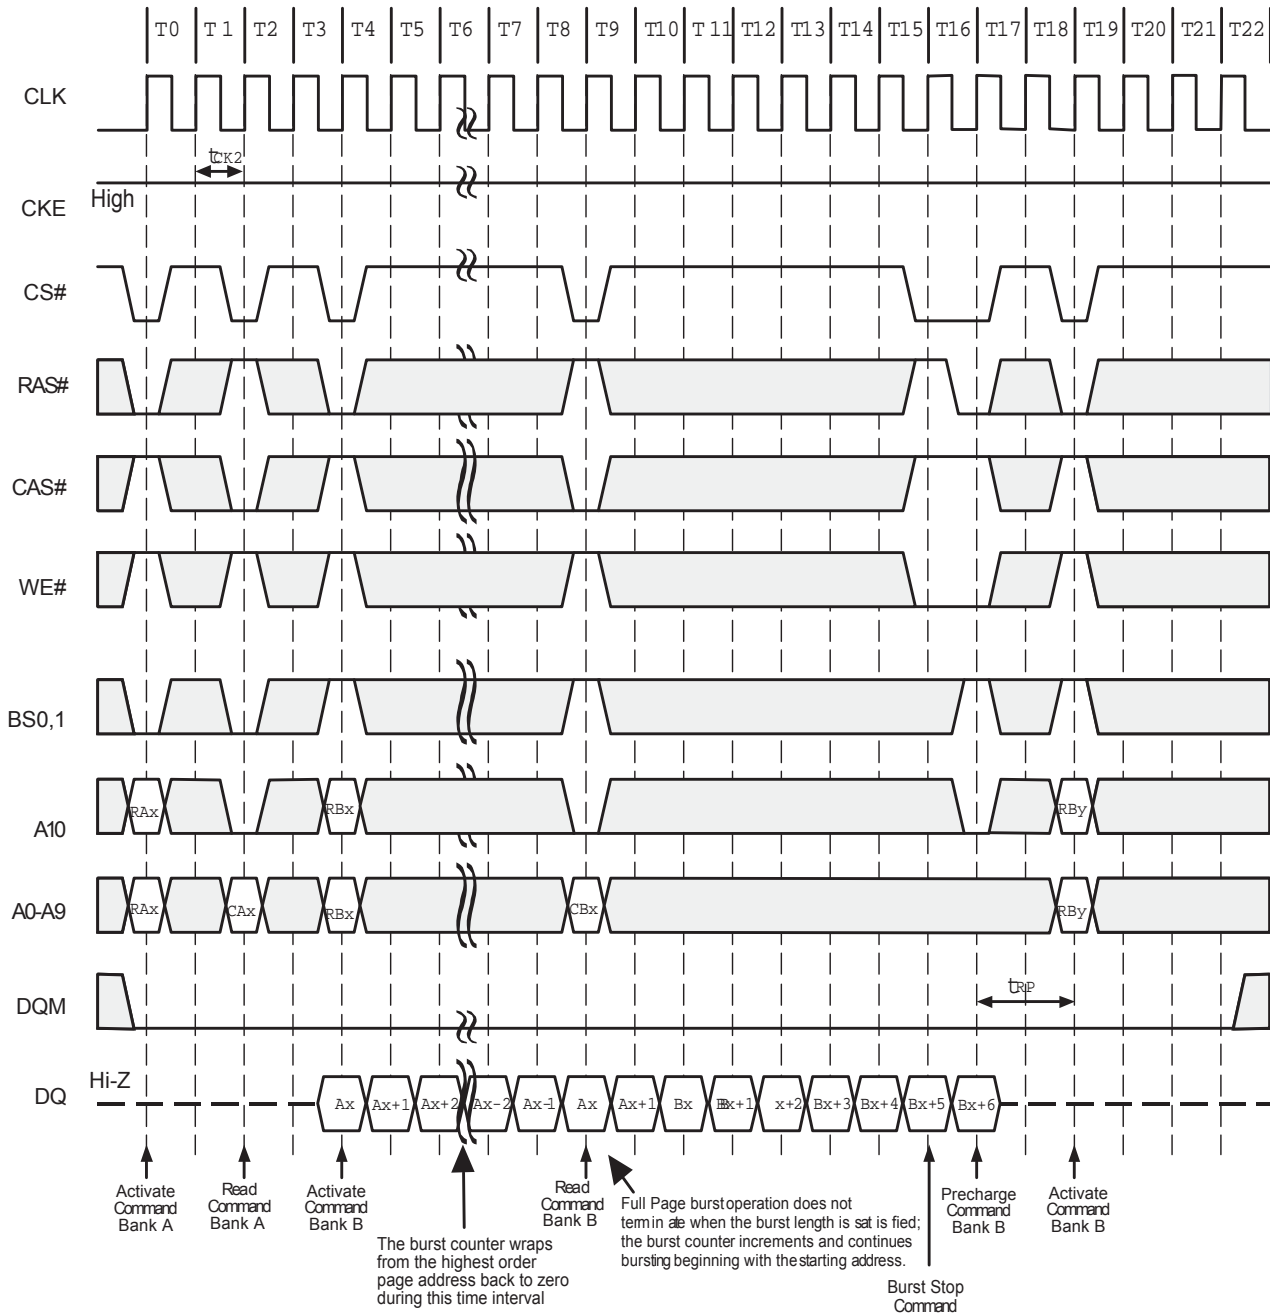 T0 T 1 T2 T3 T4 T5 T6 T7 T8 T9 T10 T 11 T12 T13 T14 T15 T16 T17 T18 T19 T20 T21 T22
CLK
tCK2
High
CKE
CS#
RAS#
CAS#
WE#
BS0,1
RAx RBx RBy
A10
A0-A9 RAx CAx RBx CBx RBy
tRP
DQM
Hi-Z
DQ Ax Ax+1 Ax+2 Ax-2 Ax-1 Ax Ax+1 Bx Bx+1 x+2 Bx+3 Bx+4 Bx+5 Bx+6
Activate
Command
Bank A
Read
Command
Bank A
Activate
Command
Bank B
The burst counter wraps
from the highest order
page address back to zero
during this time interval
Read
Command
Bank B
Full Page burst operation does not
terminate when the burst length is satisfied;
the burst counter increments and continues
bursting beginning with the starting address.
Burst Stop
Command
Precharge
Command
Bank B
Activate
Command
Bank B